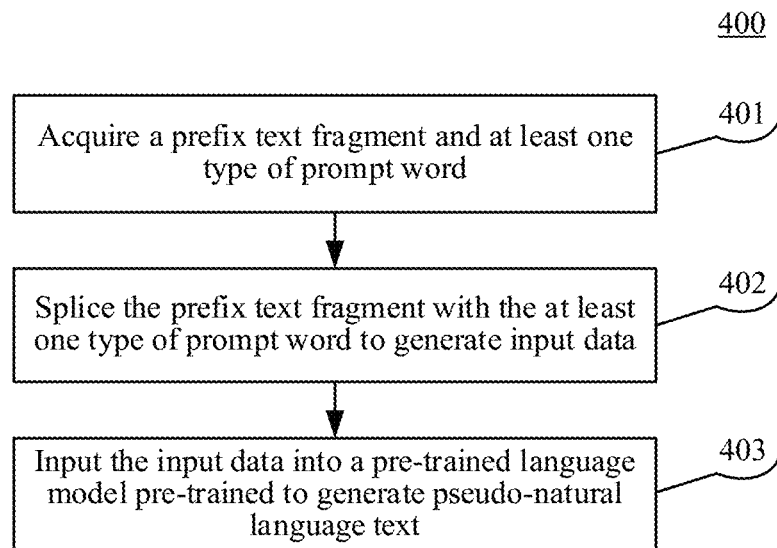 400
401
Acquire a prefix text fragment and at least one
type of prompt word
402
Splice the prefix text fragment with the at least
one type of prompt word to generate input data
403
Input the input data into a pre-trained language
model pre-trained to generate pseudo-natural
language text